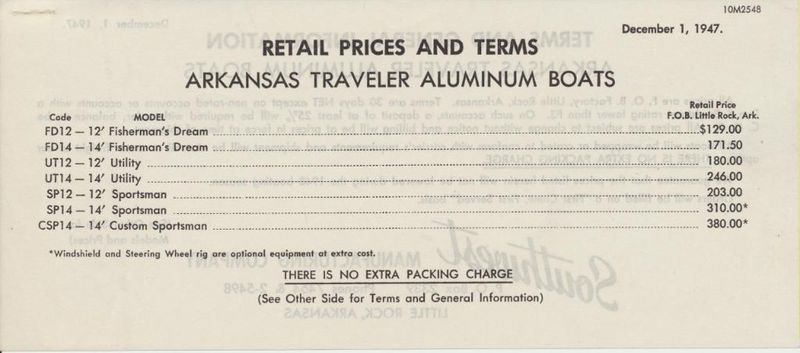 10M2548
December 1, 1947.
RETAIL PRICES AND TERMS
ARKANSAS TRAVELER ALUMINUM BOATS
Code MODEL Retail Price F.O.B. Little Rock, Ark.
FD12 — 12' Fisherman's Dream $129.00
FD14 — 14' Fisherman's Dream 171.50
UT12 — 12' Utility 180.00
UT14 — 14' Utility 246.00
SP12 — 12' Sportsman 203.00
SP14 — 14' Sportsman 310.00*
CSP14 — 14' Custom Sportsman 380.00*
*Windshield and Steering Wheel rig are optional equipment at extra cost.
THERE IS NO EXTRA PACKING CHARGE
(See Other Side for Terms and General Information)